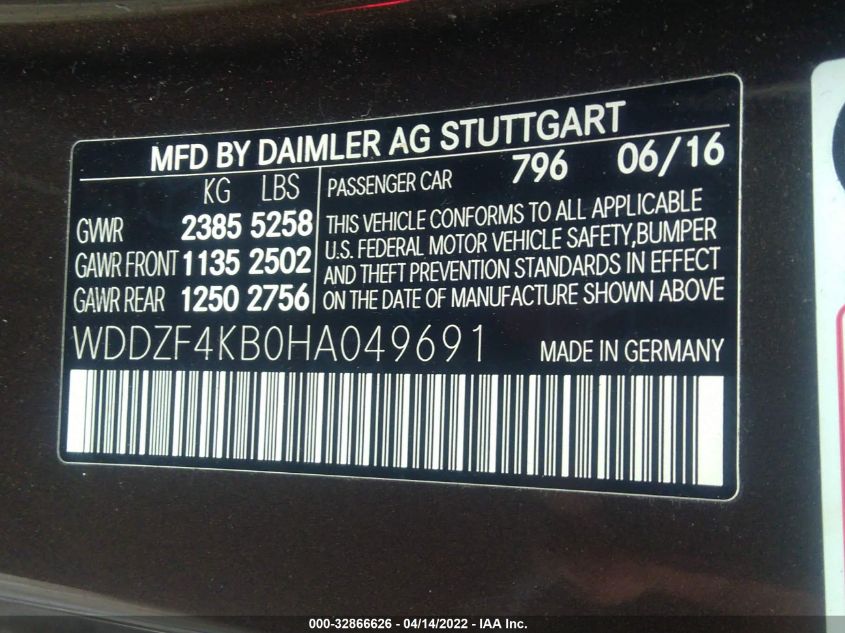 MFD BY DAIMLER AG STUTTGART
KG LBS
GVWR 2385 5258
GAWR FRONT 1135 2502
GAWR REAR 1250 2756
PASSENGER CAR 796 06/16
THIS VEHICLE CONFORMS TO ALL APPLICABLE
U.S. FEDERAL MOTOR VEHICLE SAFETY,BUMPER
AND THEFT PREVENTION STANDARDS IN EFFECT
ON THE DATE OF MANUFACTURE SHOWN ABOVE
WDDZF4KB0HA049691 MADE IN GERMANY
000-32866626 - 04/14/2022 - IAA Inc.